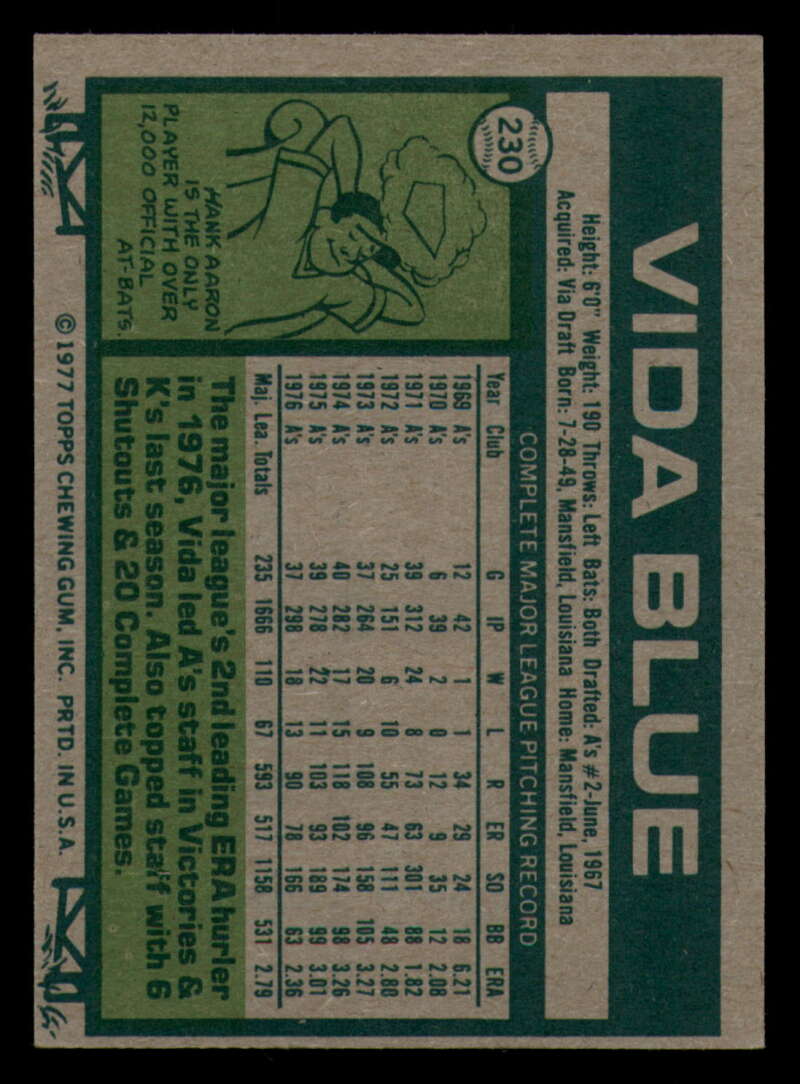 230
VIDA BLUE
Height: 6'0" Weight: 190 Throws: Left Bats: Both Drafted: A's #2-June, 1967
Acquired: Via Draft Born: 7-28-49, Mansfield, Louisiana Home: Mansfield, Louisiana
COMPLETE MAJOR LEAGUE PITCHING RECORD
Year Club G IP W L R ER SO BB ERA
1969 A's 12 42 1 1 34 29 24 18 6.21
1970 A's 6 39 2 0 12 9 35 12 2.08
1971 A's 39 312 24 8 73 63 301 88 1.82
1972 A's 25 151 6 10 55 47 111 48 2.80
1973 A's 37 264 20 9 108 96 158 105 3.27
1974 A's 40 282 17 15 118 102 174 98 3.26
1975 A's 39 278 22 11 103 93 189 99 3.01
1976 A's 37 298 18 13 90 78 166 63 2.36
Maj. Lea. Totals 235 1666 110 67 593 517 1158 531 2.79
HANK AARON
IS THE ONLY
PLAYER WITH OVER
12,000 OFFICIAL
AT-BATS.
The major league's 2nd leading ERA hurler
in 1976, Vida led A's staff in Victories &
K's last season. Also topped staff with 6
Shutouts & 20 Complete Games.
© 1977 TOPPS CHEWING GUM, INC. PRTD. IN U.S.A.